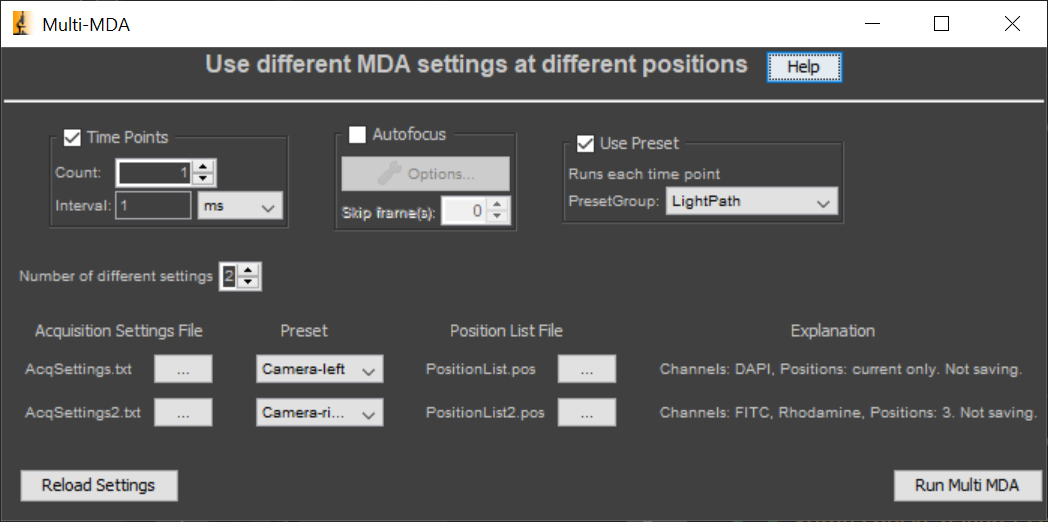 Multi-MDA
Use different MDA settings at different positions
Help
Time Points
Count:
1
Interval:
1
ms
Autofocus
Options...
Skip frame(s):
0
Use Preset
Runs each time point
PresetGroup:
LightPath
Number of different settings
2
Acquisition Settings File Preset Position List File Explanation
AcqSettings.txt ... Camera-left PositionList.pos ... Channels: DAPI, Positions: current only. Not saving.
AcqSettings2.txt ... Camera-ri... PositionList2.pos ... Channels: FITC, Rhodamine, Positions: 3. Not saving.
Reload Settings
Run Multi MDA